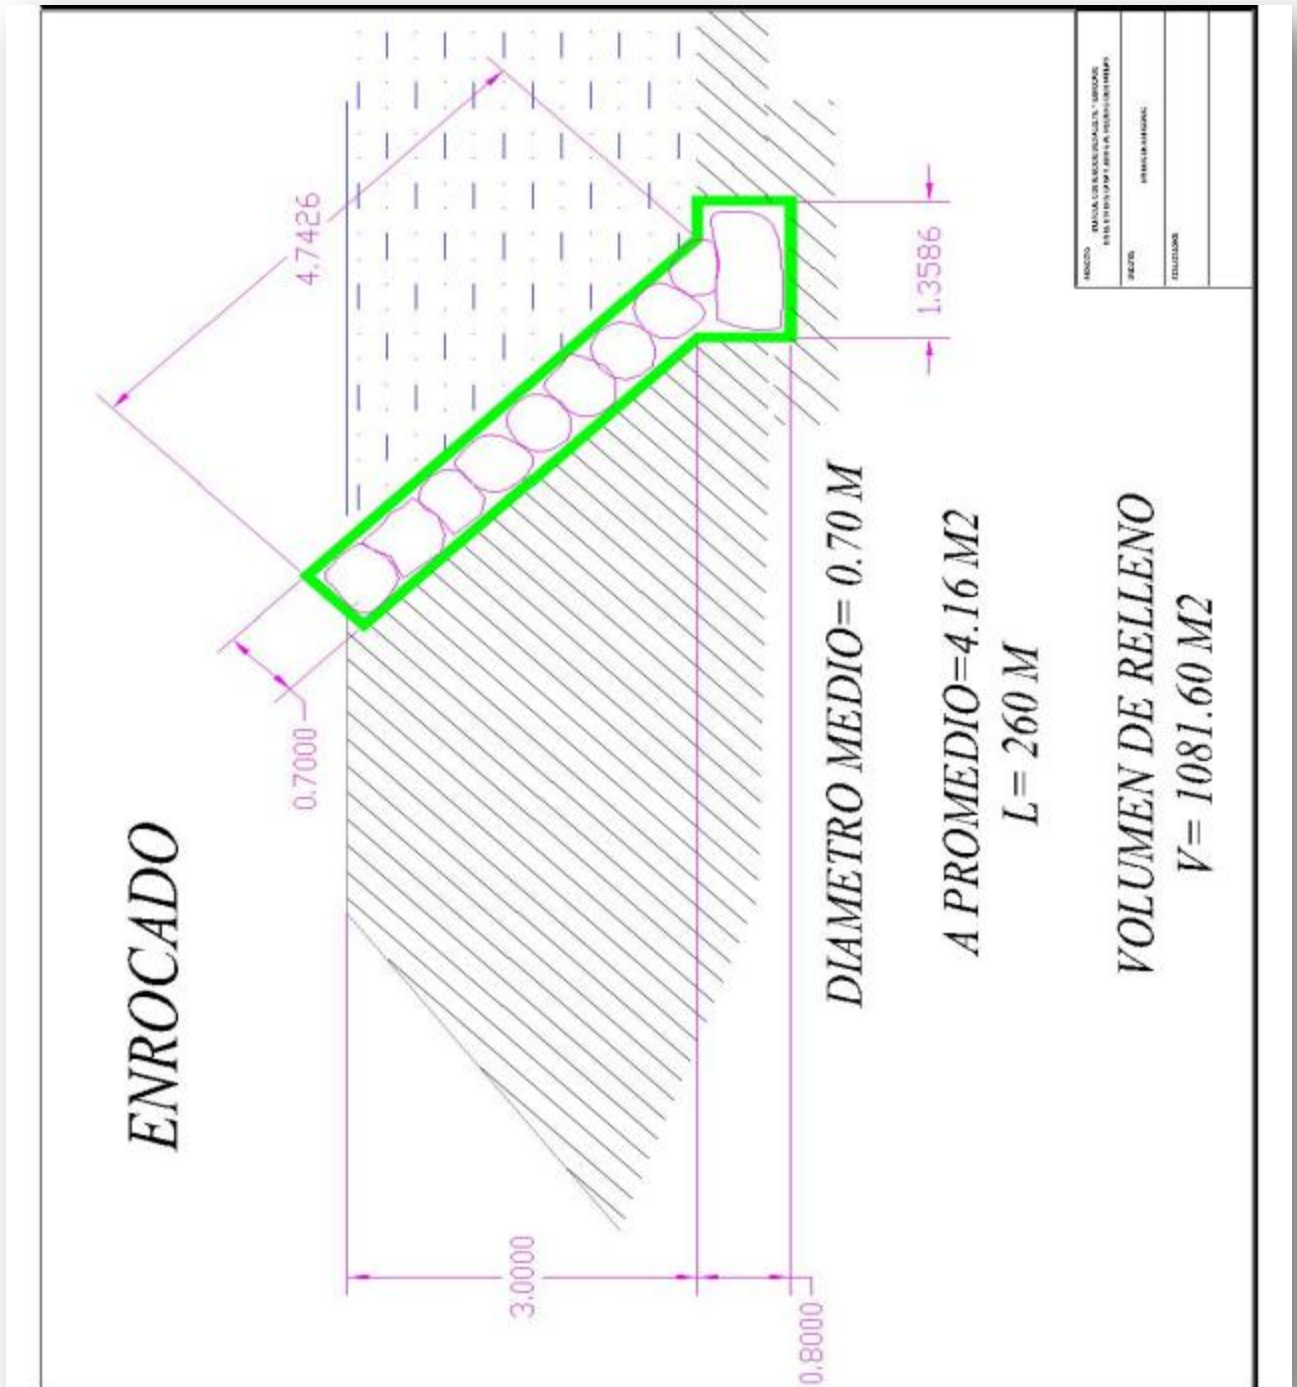 ENROCADO
4.7426
0.7000
1.3586
3.0000
0.8000
DIAMETRO MEDIO= 0.70 M
A PROMEDIO=4.16 M2
L= 260 M
VOLUMEN DE RELLENO
V= 1081.60 M2